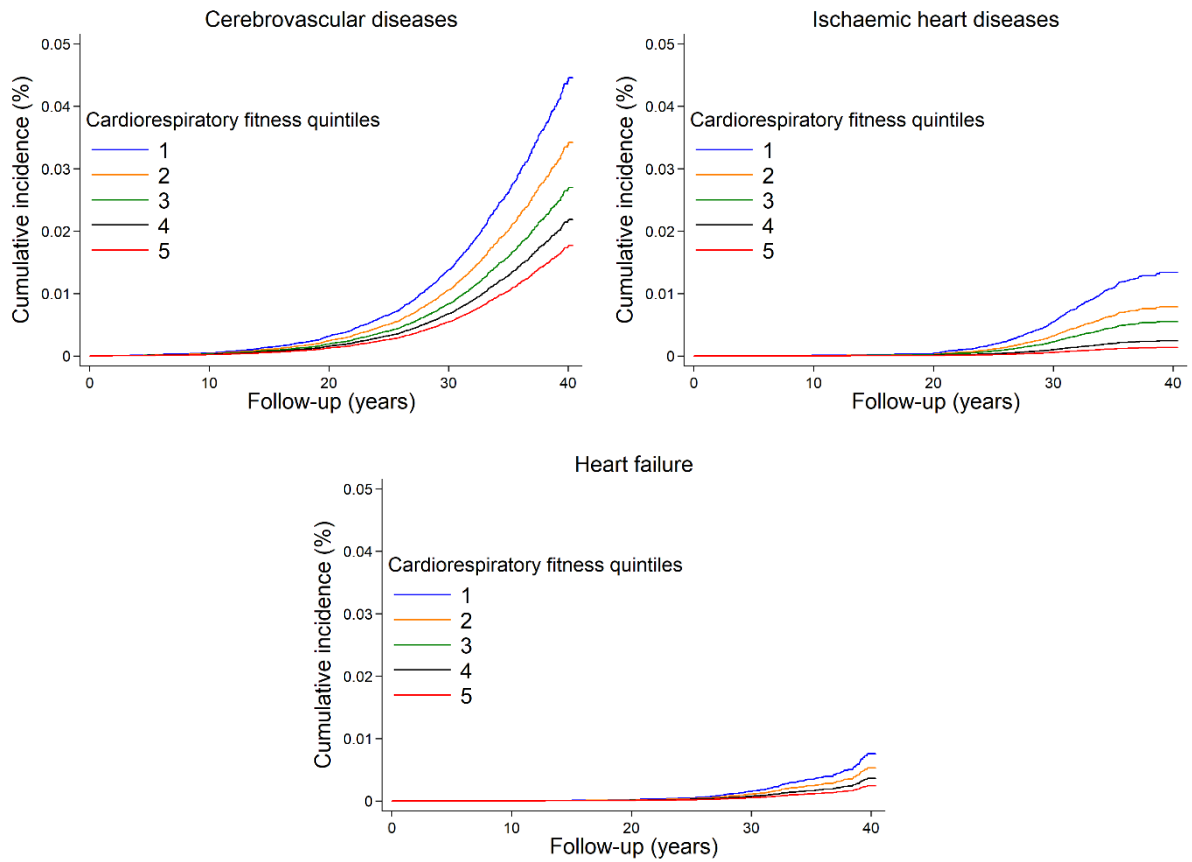 Cerebrovascular diseases
Cumulative incidence (%)
0.05
0.04
0.03
0.02
0.01
0
Cardiorespiratory fitness quintiles
1
2
3
4
5
0 10 20 30 40
Follow-up (years)
Ischaemic heart diseases
Cumulative incidence (%)
0.05
0.04
0.03
0.02
0.01
0
Cardiorespiratory fitness quintiles
1
2
3
4
5
0 10 20 30 40
Follow-up (years)
Heart failure
Cumulative incidence (%)
0.05
0.04
0.03
0.02
0.01
0
Cardiorespiratory fitness quintiles
1
2
3
4
5
0 10 20 30 40
Follow-up (years)